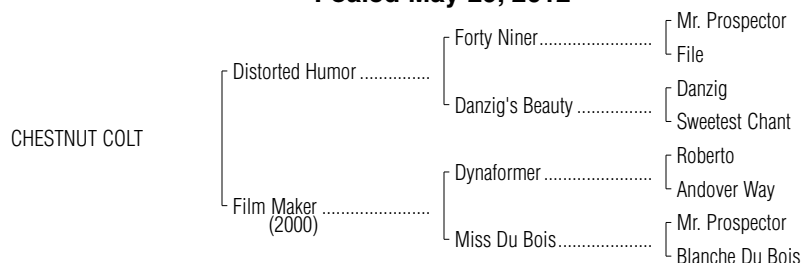 Foaled May 2012
Mr. Prospector
Forty Niner......................
File
Distorted Humor ...............
Danzig
Danzig's Beauty ................
Sweetest Chant
CHESTNUT COLT
Roberto
Dynaformer.......................
Andover Way
Film Maker .......................
(2000)
Mr. Prospector
Miss Du Bois....................
Blanche Du Bois